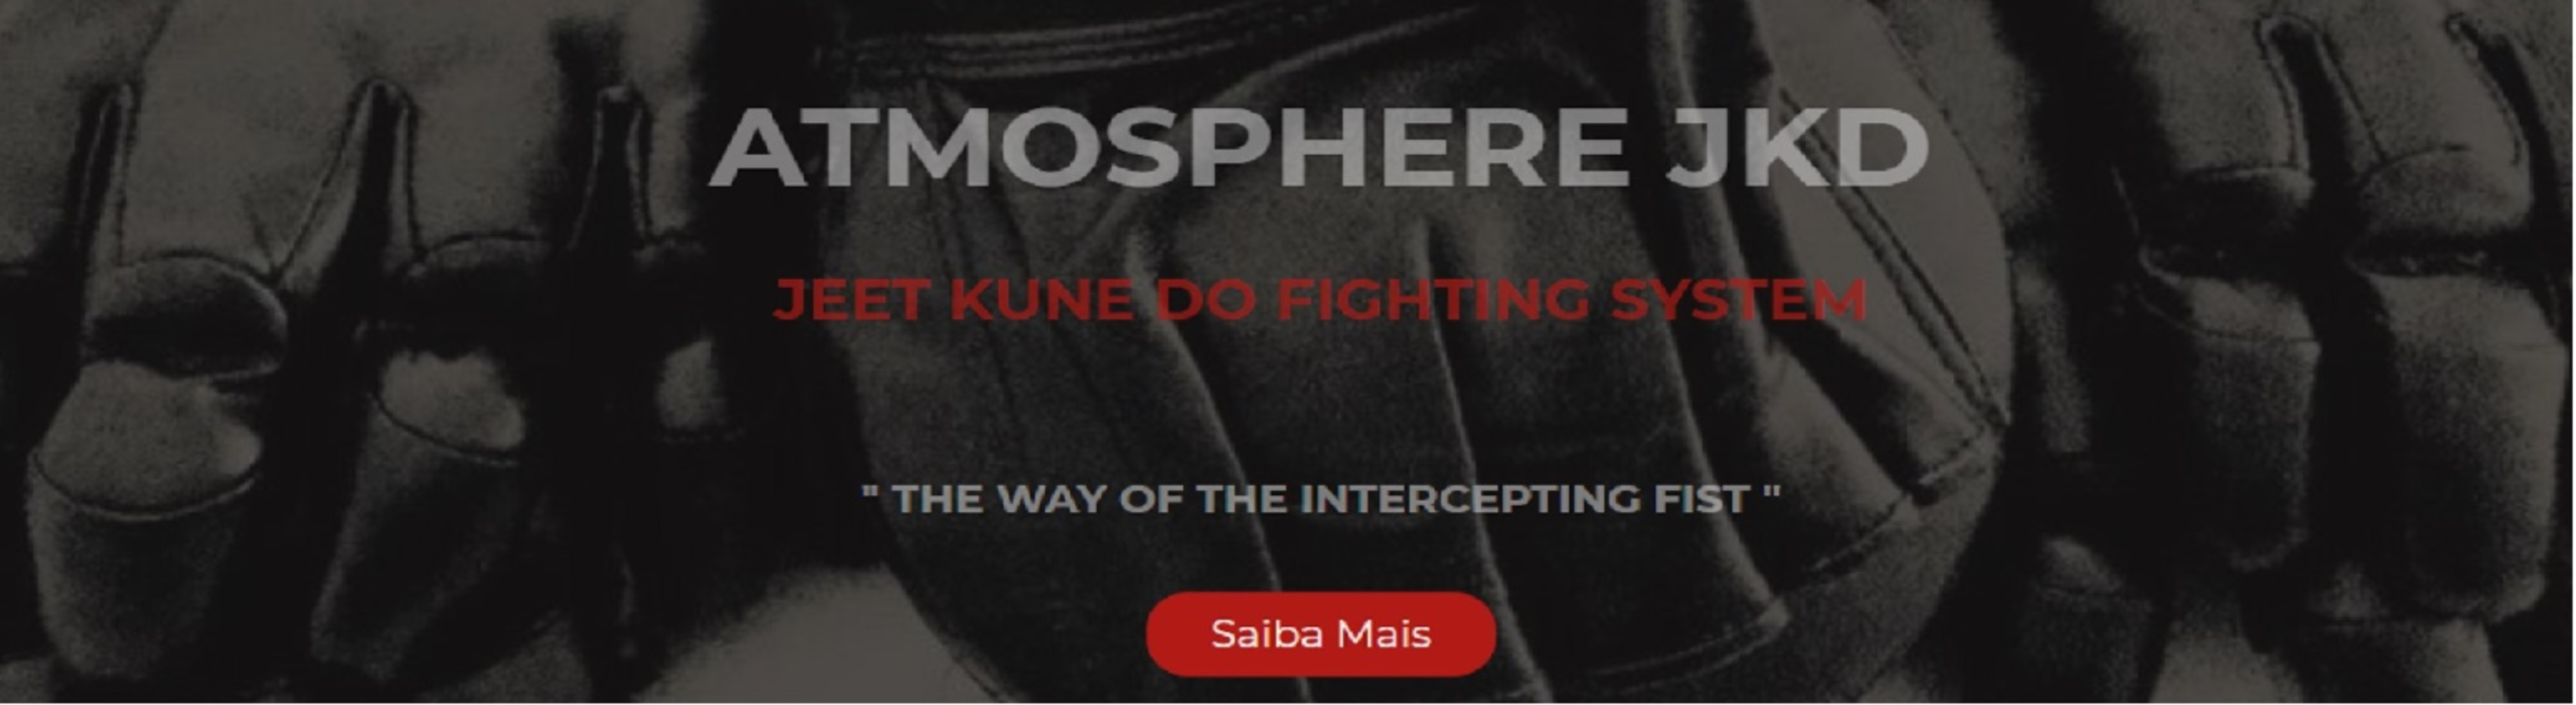 ATMOSPHERE JKD
JEET KUNE DO FIGHTING SYSTEM
" THE WAY OF THE INTERCEPTING FIST "
Saiba Mais